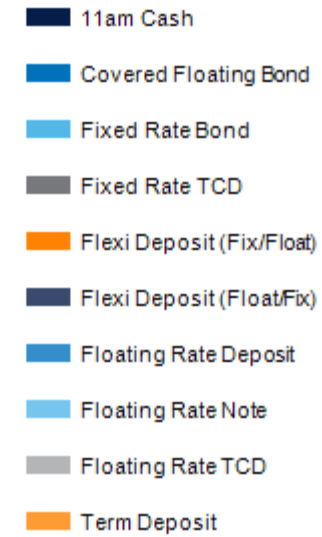 11am Cash
Covered Floating Bond
Fixed Rate Bond
Fixed Rate TCD
Flexi Deposit (Fix/Float)
Flexi Deposit (Float/Fix)
Floating Rate Deposit
Floating Rate Note
Floating Rate TCD
Term Deposit